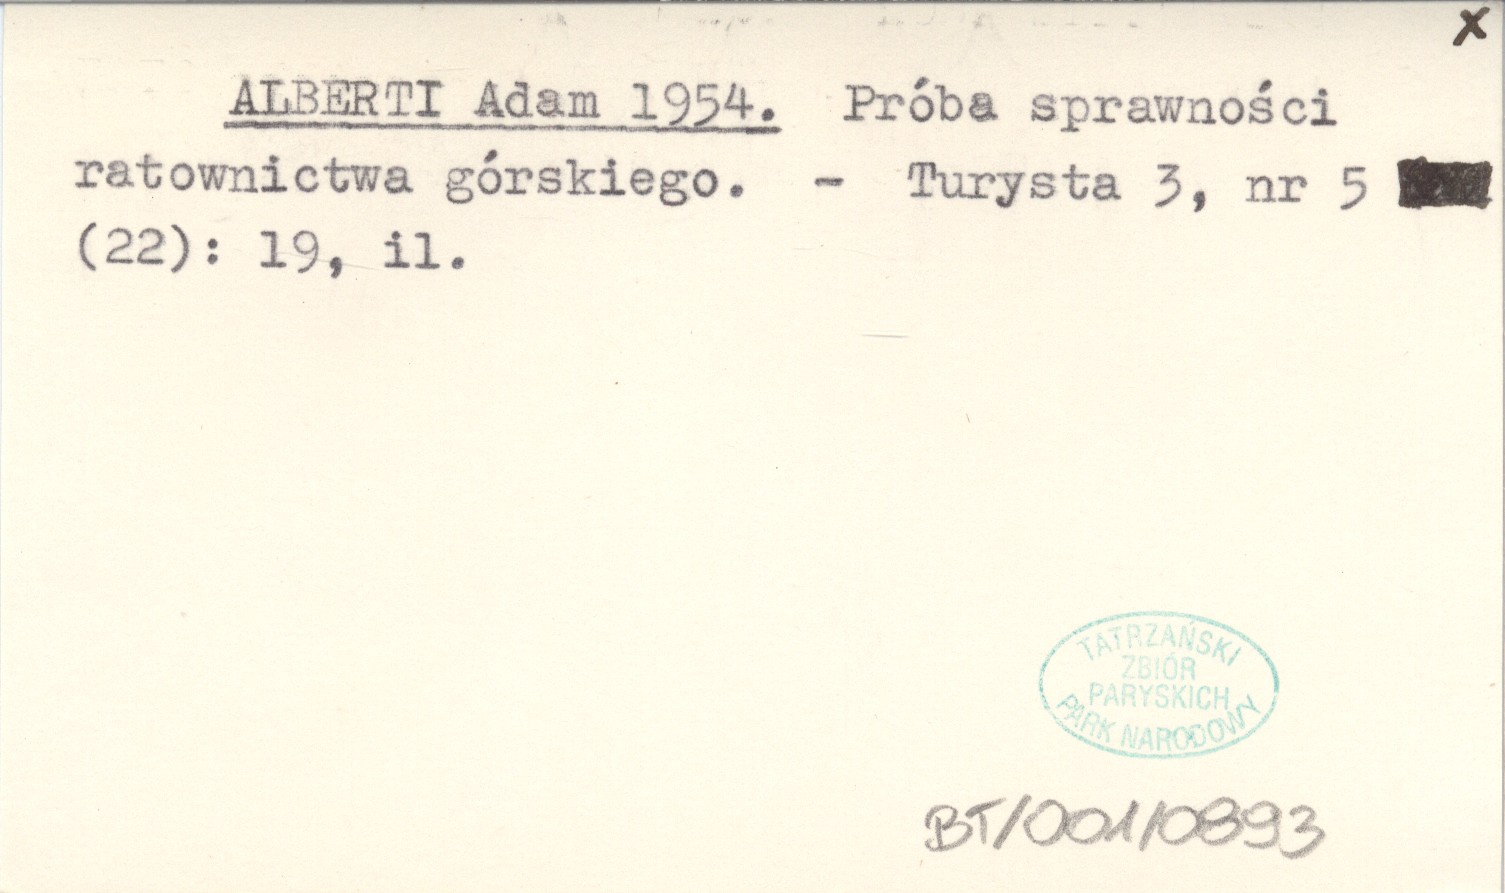 x
ALBERTI Adam 1954. Próba sprawności
ratownictwa górskiego. - Turysta 3, nr 5
(22): 19, il.
TATRZAŃSKI
ZBIÓR
PARYSKICH
PARK NARODOWY
BT/001/0893